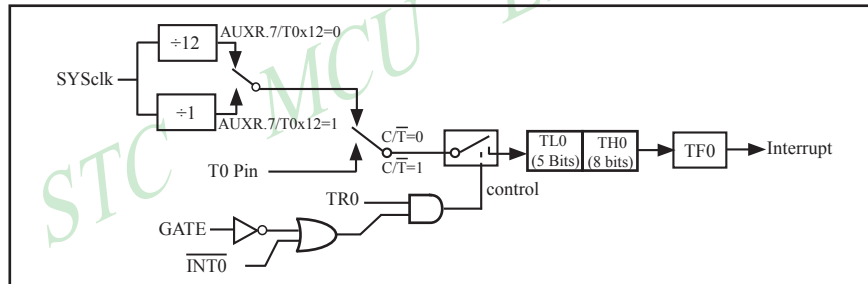 AUXR.7/T0x12=0
÷12
SYSclk
÷1
AUXR.7/T0x12=1
C/T̅=0
C/T̅=1
T0 Pin
TL0
(5 Bits)
TH0
(8 bits)
TF0
Interrupt
control
TR0
GATE
I̅N̅T̅0̅
STC MCU